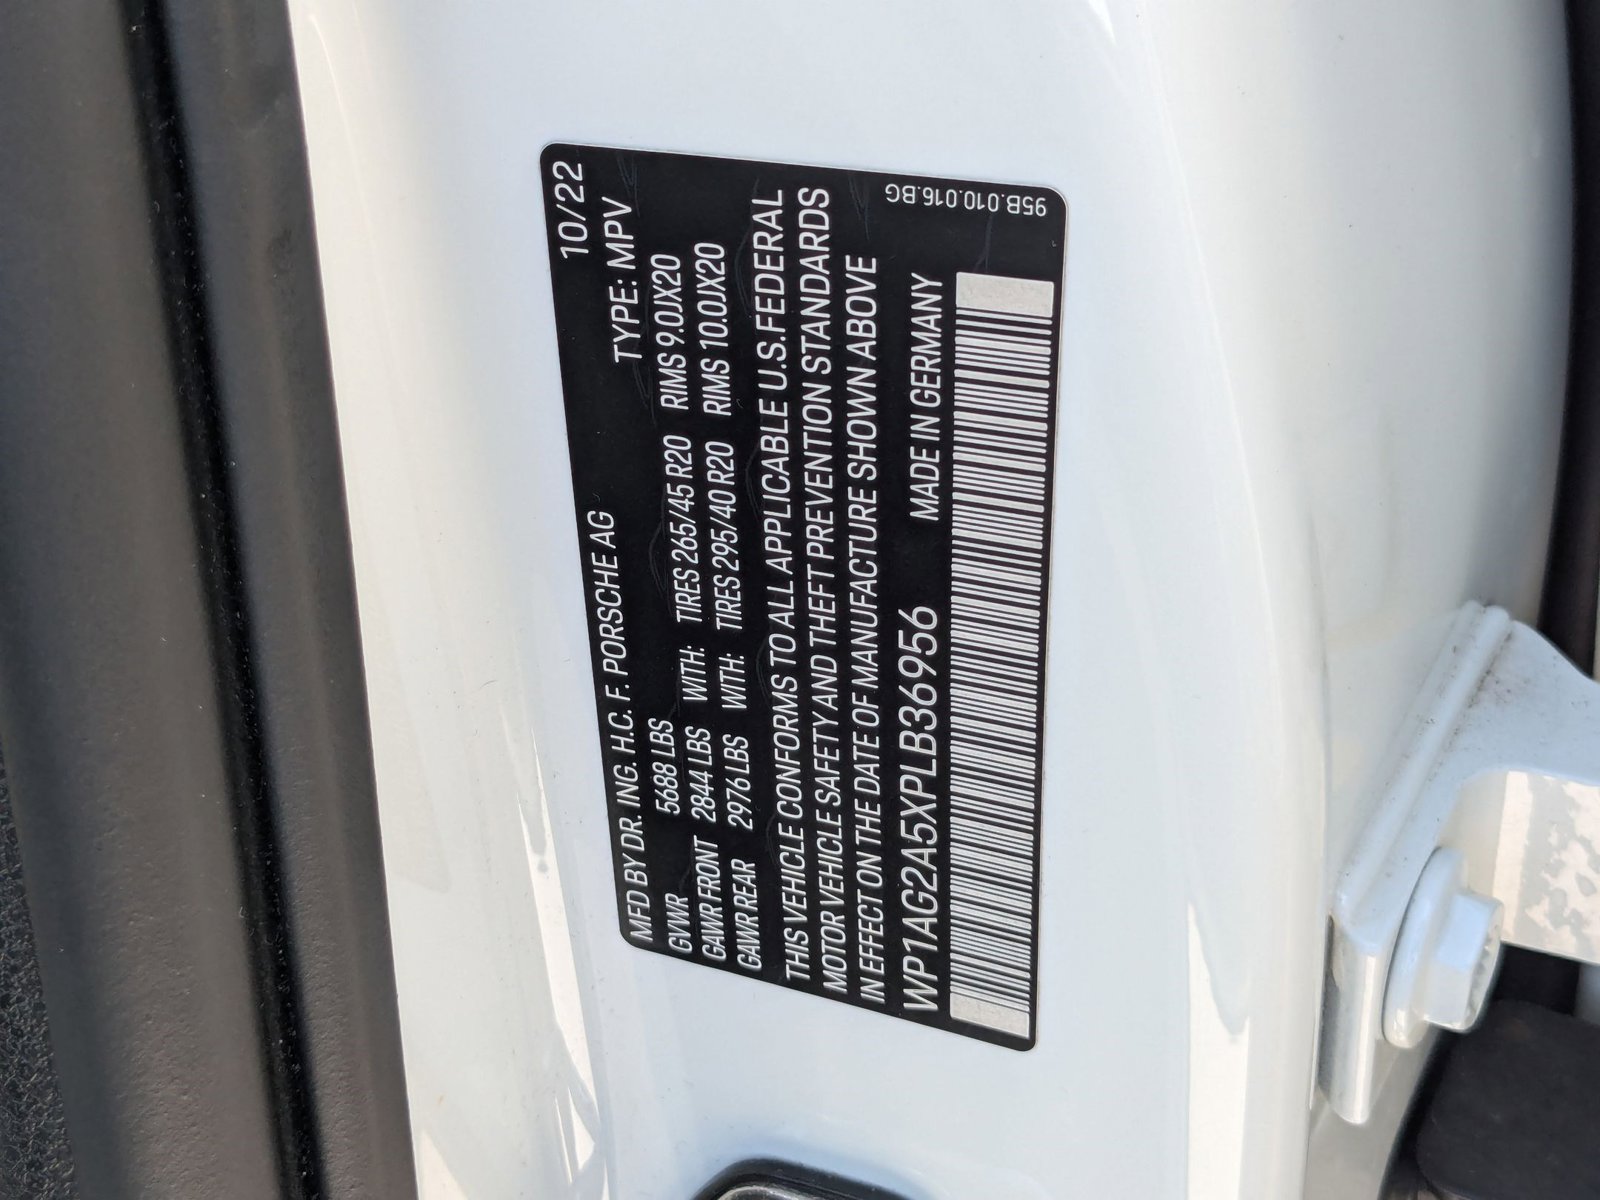 10/22
MFD BY DR. ING. H.C. F. PORSCHE AG TYPE: MPV
GVWR 5688 LBS WITH: TIRES 265/45 R20 RIMS 9.0JX20
GAWR FRONT 2844 LBS WITH: TIRES 295/40 R20 RIMS 10.0JX20
GAWR REAR 2976 LBS
THIS VEHICLE CONFORMS TO ALL APPLICABLE U.S. FEDERAL
MOTOR VEHICLE SAFETY AND THEFT PREVENTION STANDARDS
IN EFFECT ON THE DATE OF MANUFACTURE SHOWN ABOVE
WP1AG2A5XPLB36956 MADE IN GERMANY
95B.010.016.BG